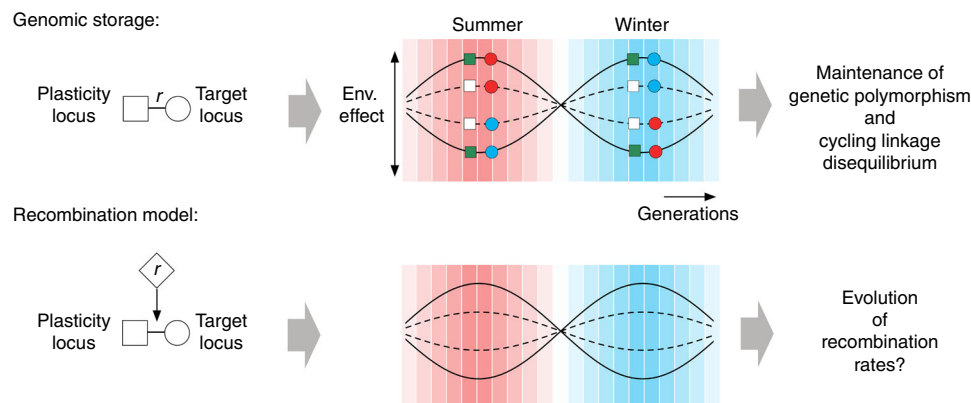 Genomic storage:
Summer
Winter
Plasticity
locus
r
Target
locus
Env.
effect
Maintenance of
genetic polymorphism
and
cycling linkage
disequilibrium
Generations
Recombination model:
r
Plasticity
locus
Target
locus
Evolution
of
recombination
rates?